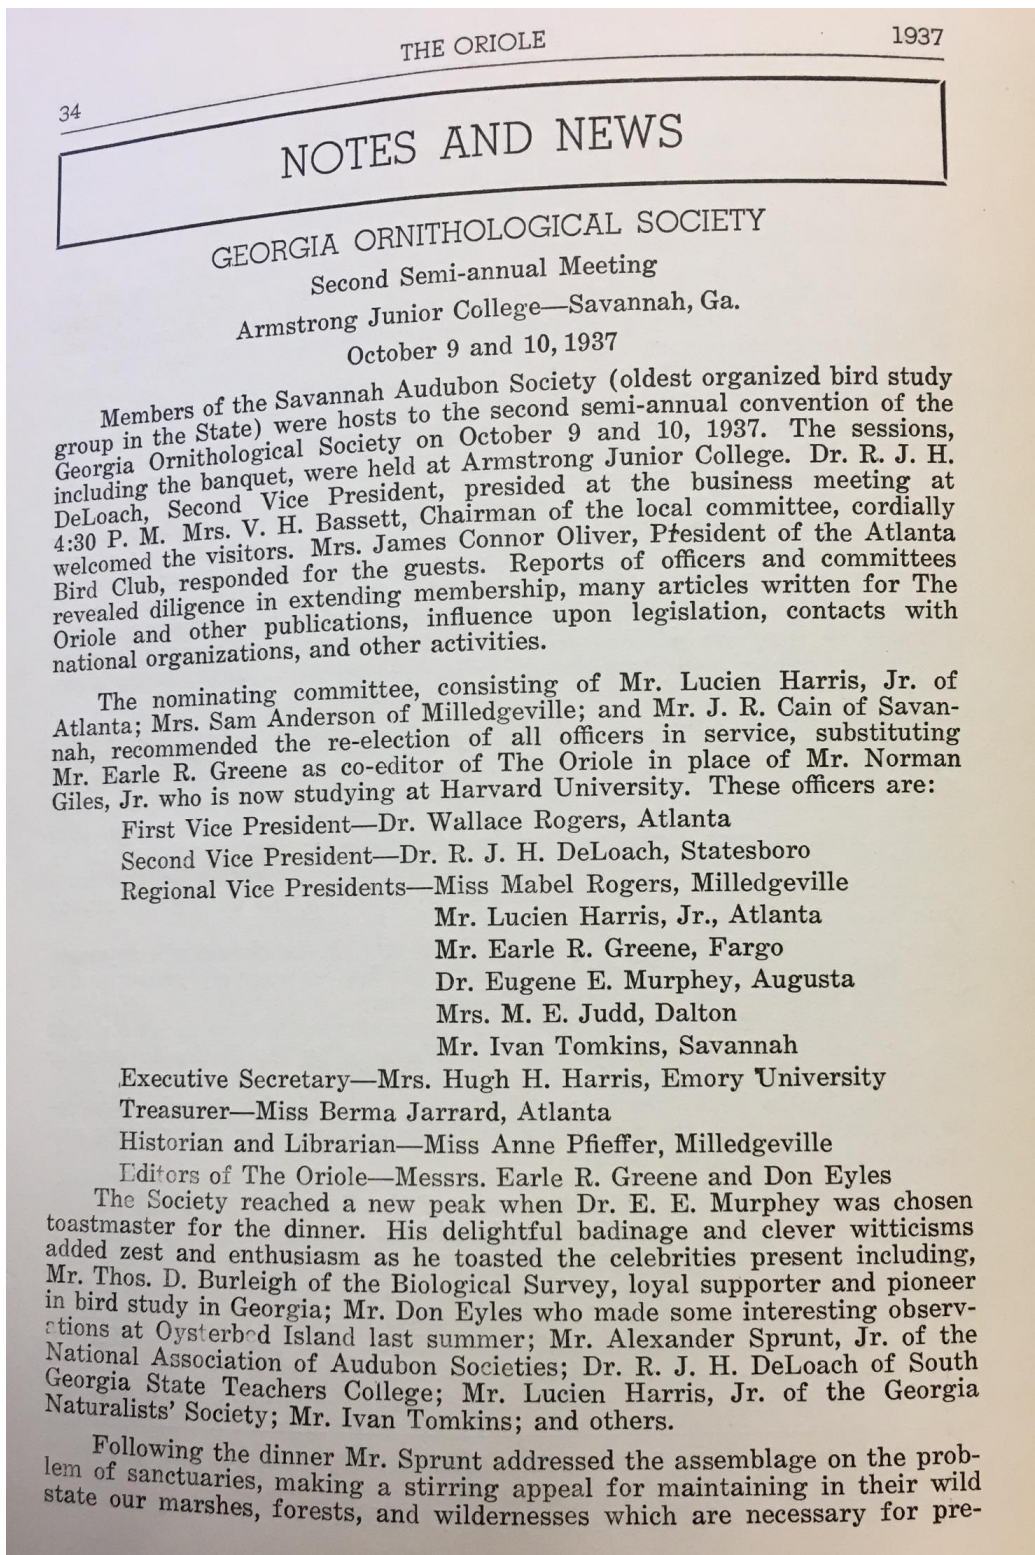 THE ORIOLE 1937
34
NOTES AND NEWS
GEORGIA ORNITHOLOGICAL SOCIETY
Second Semi-annual Meeting
Armstrong Junior College—Savannah, Ga.
October 9 and 10, 1937
Members of the Savannah Audubon Society (oldest organized bird study
group in the State) were hosts to the second semi-annual convention of the
Georgia Ornithological Society on October 9 and 10, 1937. The sessions,
including the banquet, were held at Armstrong Junior College. Dr. R. J. H.
DeLoach, Second Vice President, presided at the business meeting at
4:30 P. M. Mrs. V. H. Bassett, Chairman of the local committee, cordially
welcomed the visitors. Mrs. James Connor Oliver, President of the Atlanta
Bird Club, responded for the guests. Reports of officers and committees
revealed diligence in extending membership, many articles written for The
Oriole and other publications, influence upon legislation, contacts with
national organizations, and other activities.
The nominating committee, consisting of Mr. Lucien Harris, Jr. of
Atlanta; Mrs. Sam Anderson of Milledgeville; and Mr. J. R. Cain of Savan-
nah, recommended the re-election of all officers in service, substituting
Mr. Earle R. Greene as co-editor of The Oriole in place of Mr. Norman
Giles, Jr. who is now studying at Harvard University. These officers are:
First Vice President—Dr. Wallace Rogers, Atlanta
Second Vice President—Dr. R. J. H. DeLoach, Statesboro
Regional Vice Presidents—Miss Mabel Rogers, Milledgeville
Mr. Lucien Harris, Jr., Atlanta
Mr. Earle R. Greene, Fargo
Dr. Eugene E. Murphey, Augusta
Mrs. M. E. Judd, Dalton
Mr. Ivan Tomkins, Savannah
Executive Secretary—Mrs. Hugh H. Harris, Emory University
Treasurer—Miss Berma Jarrard, Atlanta
Historian and Librarian—Miss Anne Pfieffer, Milledgeville
Editors of The Oriole—Messrs. Earle R. Greene and Don Eyles
The Society reached a new peak when Dr. E. E. Murphey was chosen
toastmaster for the dinner. His delightful badinage and clever witticisms
added zest and enthusiasm as he toasted the celebrities present including,
Mr. Thos. D. Burleigh of the Biological Survey, loyal supporter and pioneer
in bird study in Georgia; Mr. Don Eyles who made some interesting observ-
ations at Oysterbed Island last summer; Mr. Alexander Sprunt, Jr. of the
National Association of Audubon Societies; Dr. R. J. H. DeLoach of South
Georgia State Teachers College; Mr. Lucien Harris, Jr. of the Georgia
Naturalists' Society; Mr. Ivan Tomkins; and others.
Following the dinner Mr. Sprunt addressed the assemblage on the prob-
lem of sanctuaries, making a stirring appeal for maintaining in their wild
state our marshes, forests, and wildernesses which are necessary for pre-